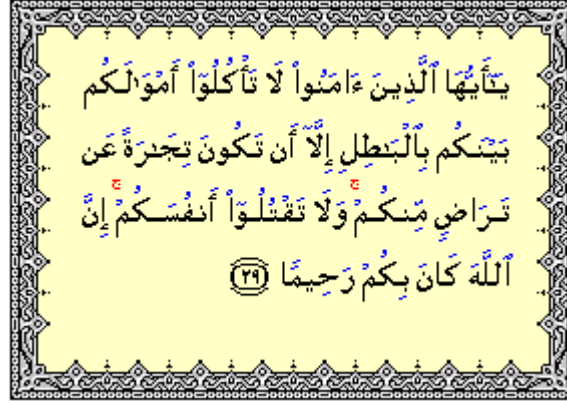 يَـٰٓأَيُّهَا ٱلَّذِينَ ءَامَنُوا۟ لَا تَأْكُلُوٓا۟ أَمْوَٰلَكُم
بَيْنَكُم بِٱلْبَـٰطِلِ إِلَّآ أَن تَكُونَ تِجَـٰرَةً عَن
تَرَاضٍ مِّنكُمْ ۚ وَلَا تَقْتُلُوٓا۟ أَنفُسَكُمْ ۚ إِنَّ
ٱللَّهَ كَانَ بِكُمْ رَحِيمًا ﴿٢٩﴾